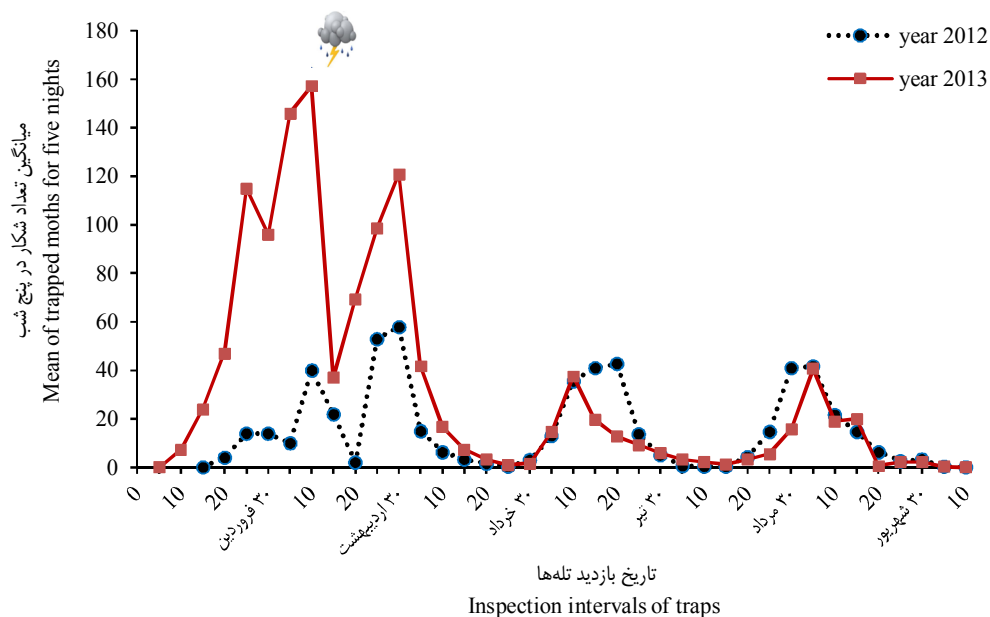 180
160
140
120
100
80
60
40
20
0
year 2012
year 2013
میانگین تعداد شکار در پنج شب
Mean of trapped moths for five nights
0
10
20
۳۰ فروردین
10
20
۳۰ اردیبهشت
10
20
۳۰ خرداد
10
20
۳۰ تیر
10
20
۳۰ مرداد
10
20
۳۰ شهریور
10
تاریخ بازدید تله‌ها
Inspection intervals of traps